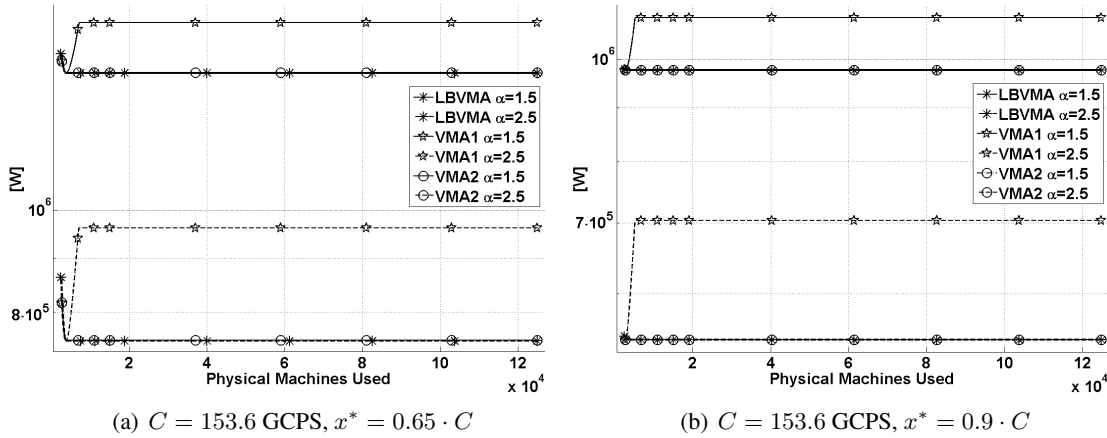 [W]
10^6
8·10^5
LBVMA α=1.5
LBVMA α=2.5
VMA1 α=1.5
VMA1 α=2.5
VMA2 α=1.5
VMA2 α=2.5
2 4 6 8 10 12
Physical Machines Used
x 10^4
(a) C = 153.6 GCPS, x* = 0.65 · C
[W]
10^6
7·10^5
LBVMA α=1.5
LBVMA α=2.5
VMA1 α=1.5
VMA1 α=2.5
VMA2 α=1.5
VMA2 α=2.5
2 4 6 8 10 12
Physical Machines Used
x 10^4
(b) C = 153.6 GCPS, x* = 0.9 · C